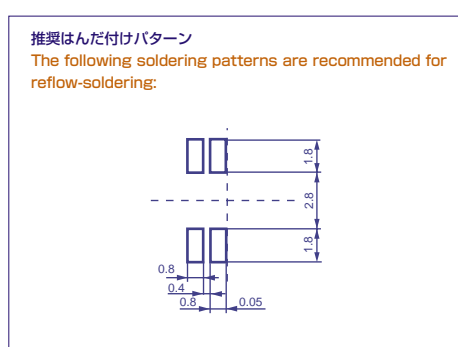 推奨はんだ付けパターン
The following soldering patterns are recommended for
reflow-soldering:
1.8
2.8
1.8
0.8
0.4
0.8
0.05